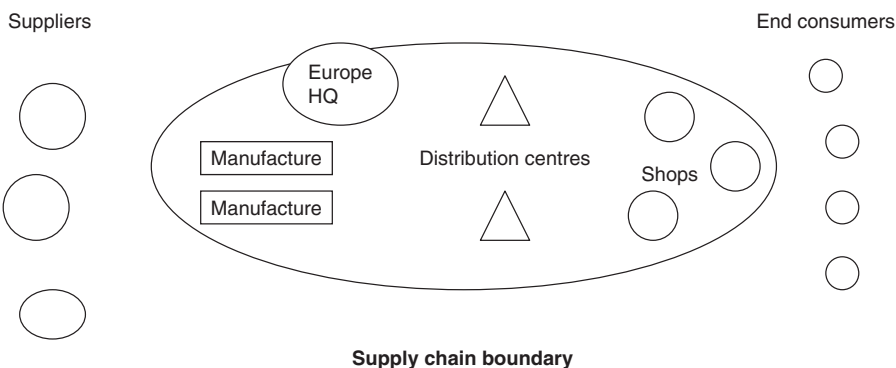 Suppliers
End consumers
Europe
HQ
Manufacture
Distribution centres
Shops
Manufacture
Supply chain boundary